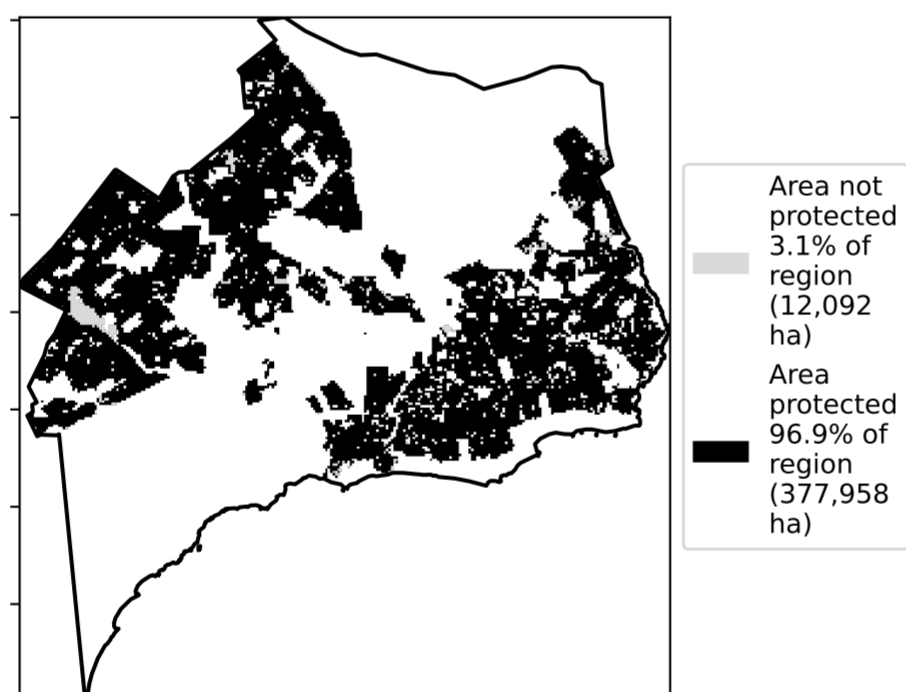 Area not
protected
3.1% of
region
(12,092
ha)
Area
protected
96.9% of
region
(377,958
ha)